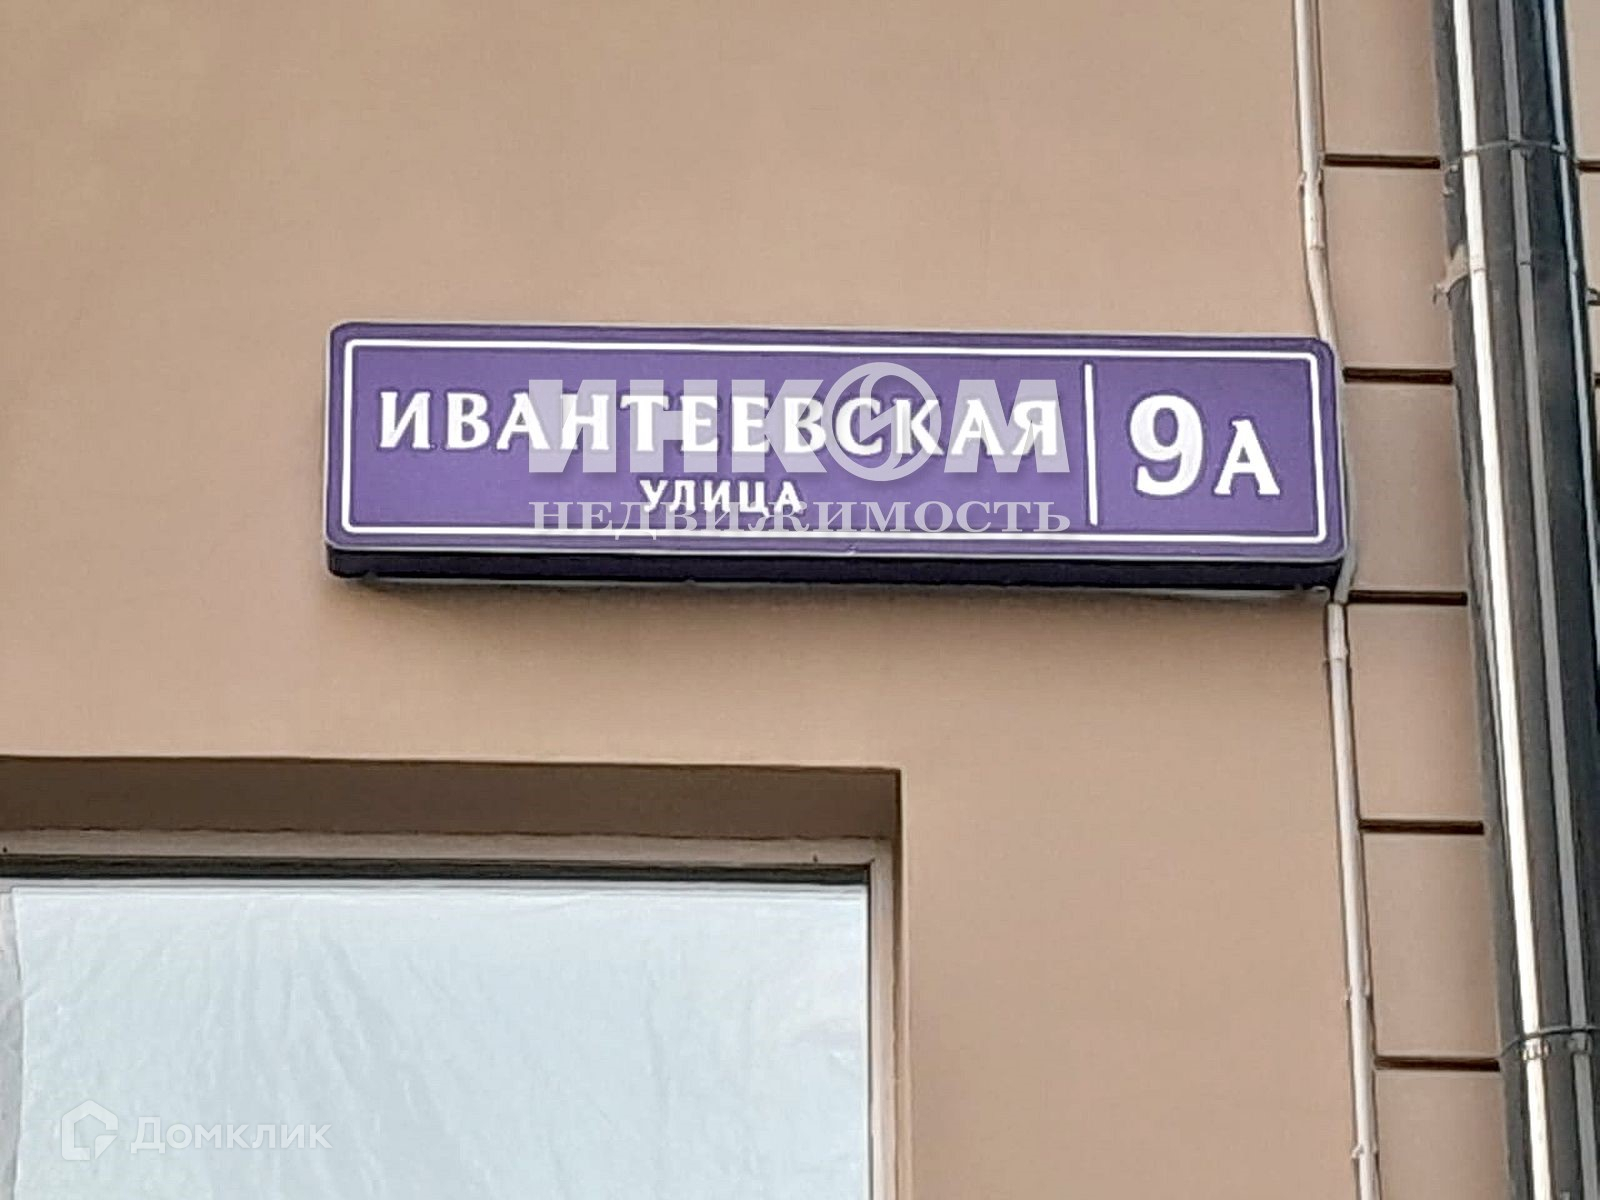 ИВАНТЕЕВСКАЯ
УЛИЦА
9А
ИНКОМ
НЕДВИЖИМОСТЬ
Домклик